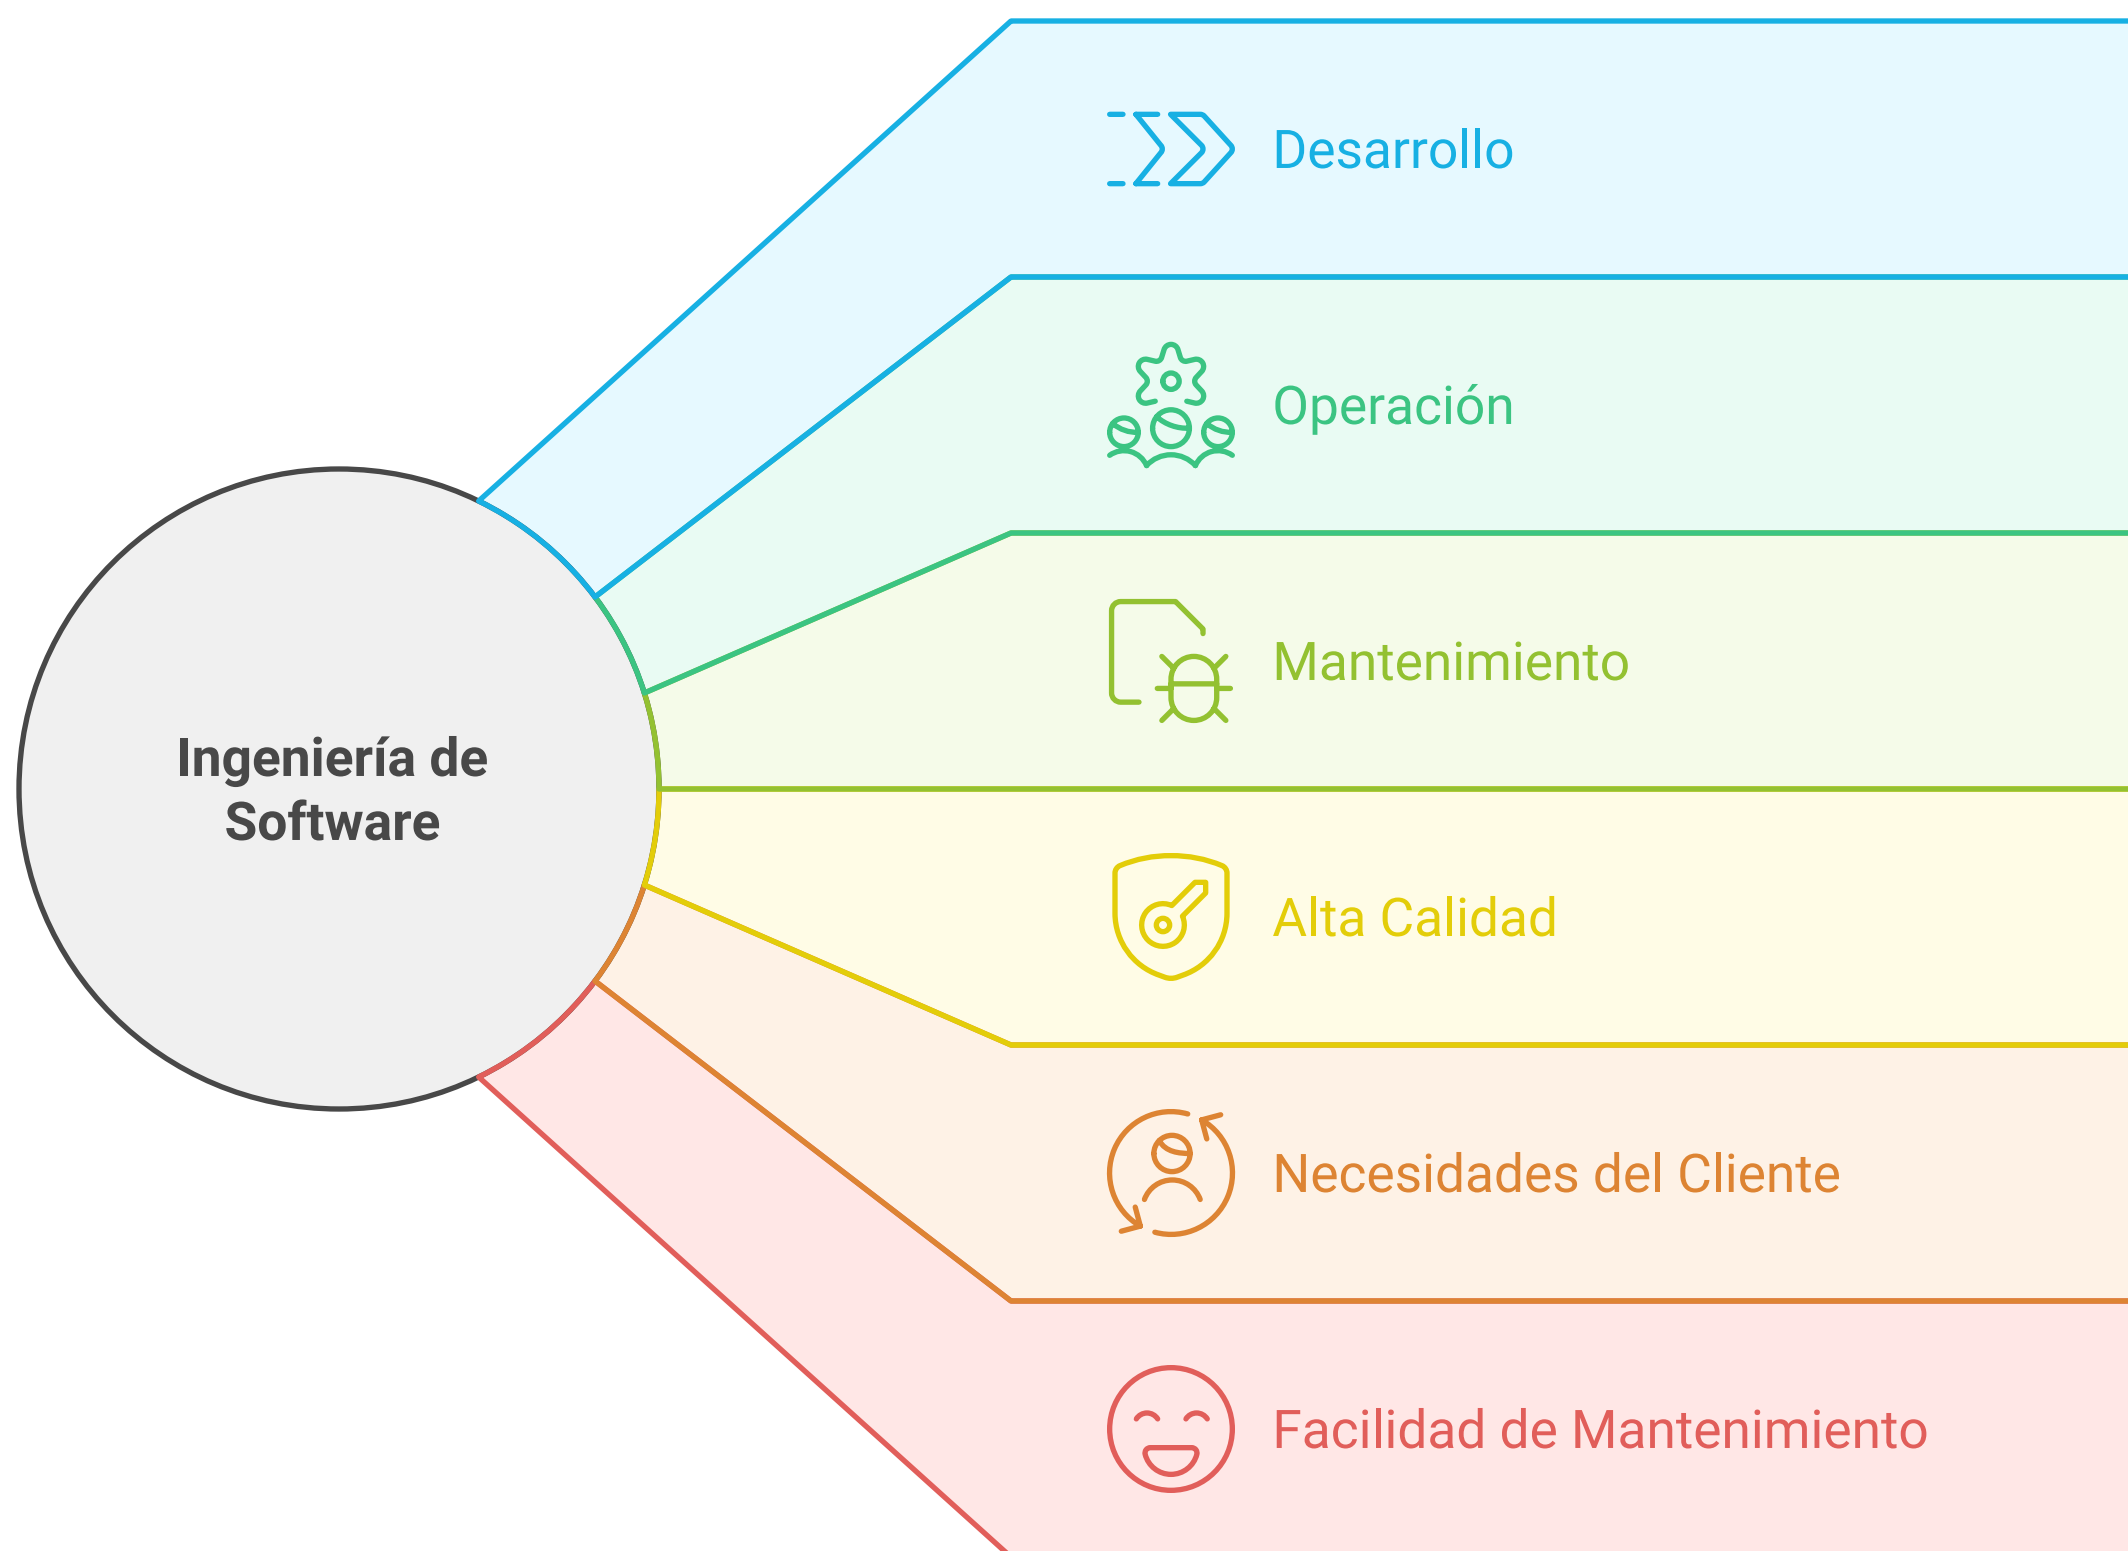 Ingeniería de
Software
Desarrollo
Operación
Mantenimiento
Alta Calidad
Necesidades del Cliente
Facilidad de Mantenimiento